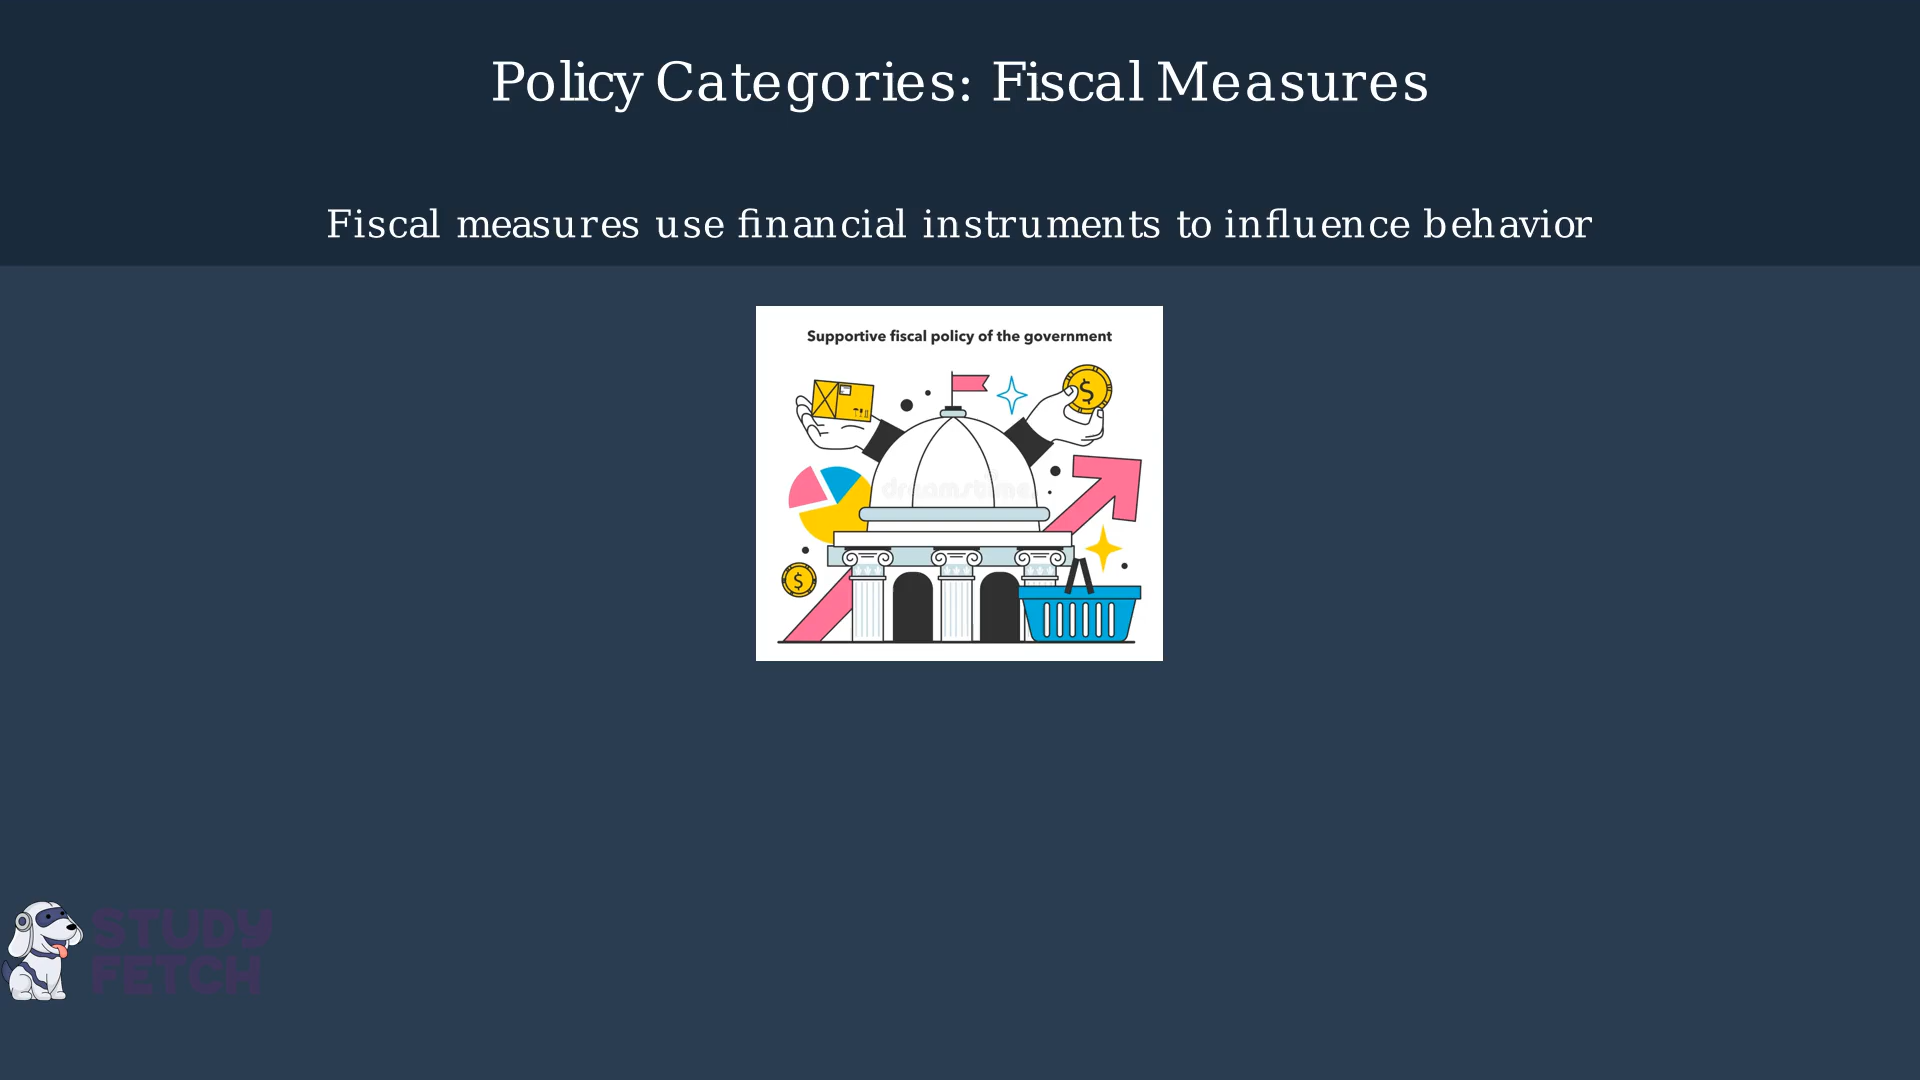 Policy Categories: Fiscal Measures
Fiscal measures use financial instruments to influence behavior
Supportive fiscal policy of the government
$
dreamstime
$
STUDY
FETCH